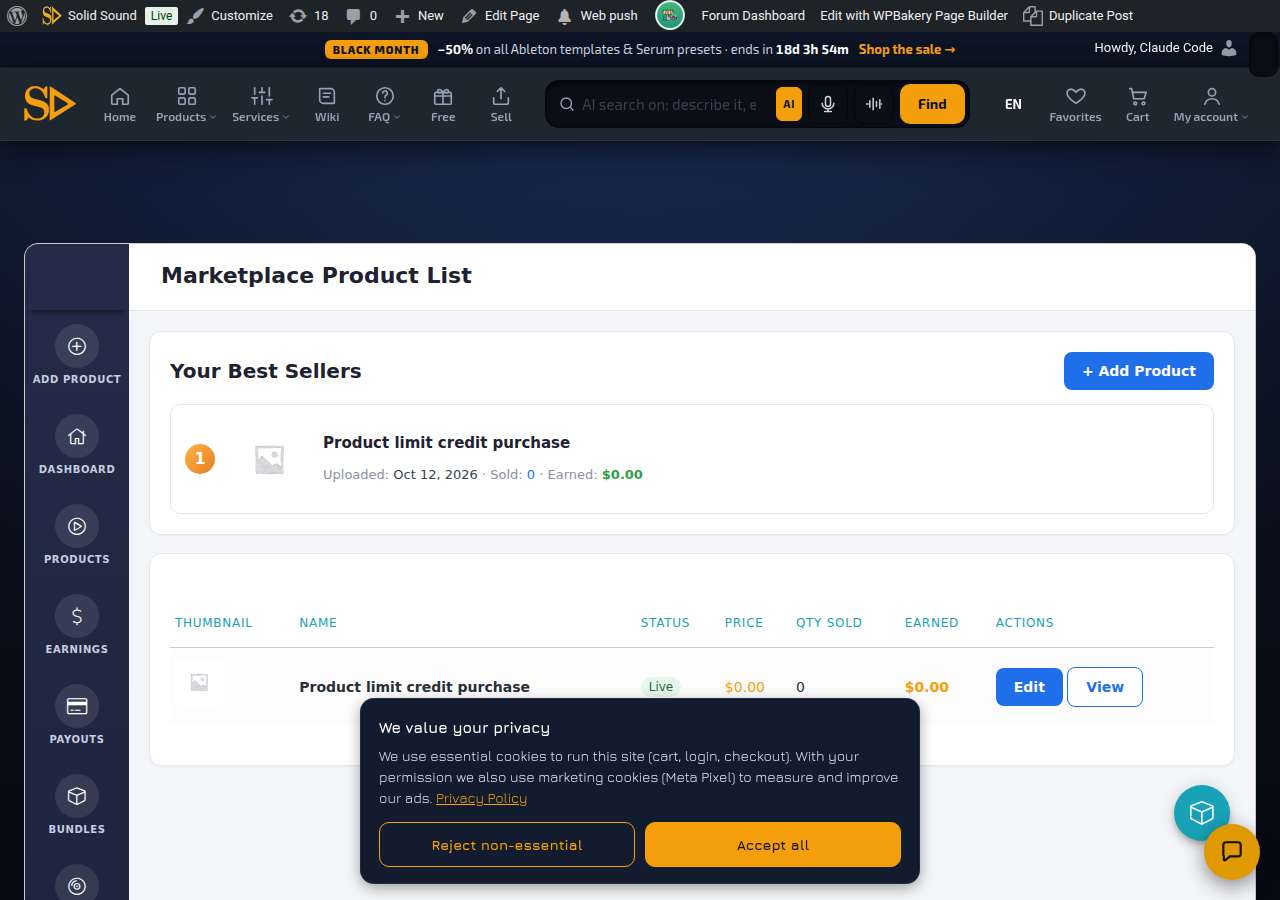 Solid Sound Live Customize 18 0 New Edit Page Web push Forum Dashboard Edit with WPBakery Page Builder Duplicate Post
BLACK MONTH −50% on all Ableton templates & Serum presets · ends in 18d 3h 54m Shop the sale →
Howdy, Claude Code
Home Products Services Wiki FAQ Free Sell
AI search on: describe it, e AI Find
EN Favorites Cart My account
Marketplace Product List
ADD PRODUCT
DASHBOARD
PRODUCTS
EARNINGS
PAYOUTS
BUNDLES
Your Best Sellers
+ Add Product
1
Product limit credit purchase
Uploaded: Oct 12, 2026 · Sold: 0 · Earned: $0.00
THUMBNAIL NAME STATUS PRICE QTY SOLD EARNED ACTIONS
Product limit credit purchase Live $0.00 0 $0.00 Edit View
We value your privacy
We use essential cookies to run this site (cart, login, checkout). With your
permission we also use marketing cookies (Meta Pixel) to measure and improve
our ads. Privacy Policy
Reject non-essential Accept all